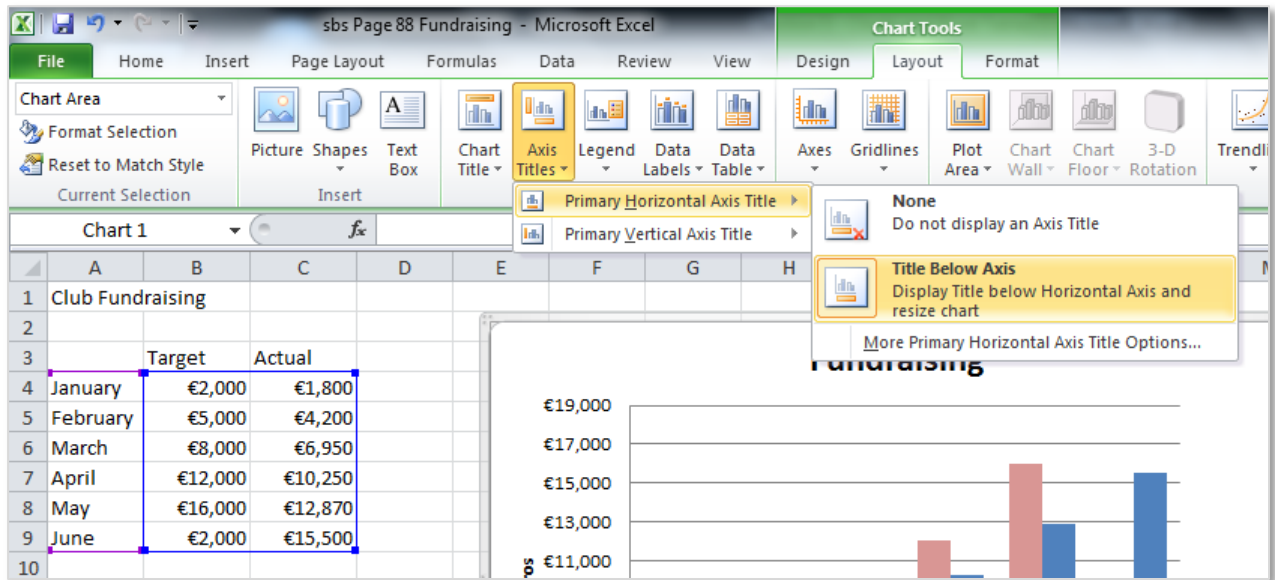 sbs Page 88 Fundraising - Microsoft Excel
Chart Tools
File Home Insert Page Layout Formulas Data Review View Design Layout Format
Chart Area
Format Selection
Reset to Match Style
Current Selection
Picture Shapes Text Box
Insert
Chart Title Axis Titles Legend Data Labels Data Table
Axes Gridlines
Plot Area Chart Wall Chart Floor 3-D Rotation
Primary Horizontal Axis Title
Primary Vertical Axis Title
None
Do not display an Axis Title
Title Below Axis
Display Title below Horizontal Axis and
resize chart
More Primary Horizontal Axis Title Options...
Chart 1 fx
A B C D E F G H
1 Club Fundraising
2
3 Target Actual
4 January €2,000 €1,800
5 February €5,000 €4,200
6 March €8,000 €6,950
7 April €12,000 €10,250
8 May €16,000 €12,870
9 June €2,000 €15,500
10
Fundraising
€19,000
€17,000
€15,000
€13,000
€11,000